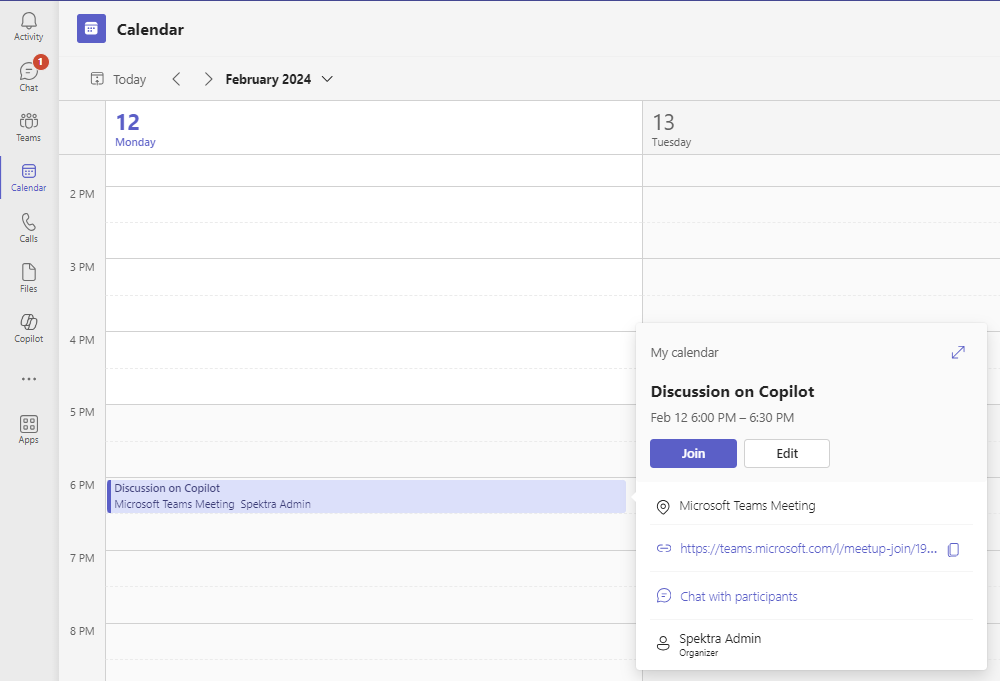 Activity
1
Chat
Teams
Calendar
Calls
Files
Copilot
Apps
Calendar
Today
February 2024
12
Monday
13
Tuesday
2 PM
3 PM
4 PM
5 PM
6 PM
7 PM
8 PM
Discussion on Copilot
Microsoft Teams Meeting Spektra Admin
My calendar
Discussion on Copilot
Feb 12 6:00 PM – 6:30 PM
Join
Edit
Microsoft Teams Meeting
https://teams.microsoft.com/l/meetup-join/19...
Chat with participants
Spektra Admin
Organizer